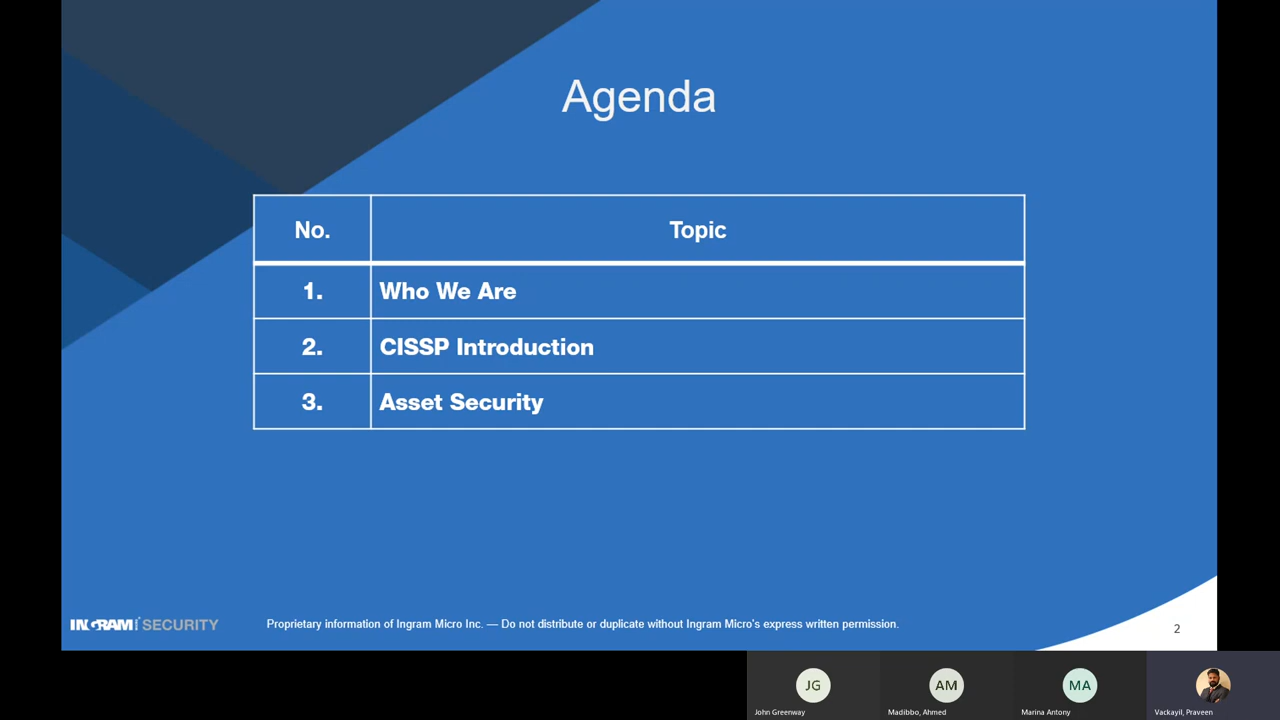 Agenda
No. Topic
1. Who We Are
2. CISSP Introduction
3. Asset Security
INGRAM SECURITY
Proprietary information of Ingram Micro Inc. — Do not distribute or duplicate without Ingram Micro's express written permission.
2
JG AM MA
John Greenway Madibbo, Ahmed Marina Antony Vackayil, Praveen